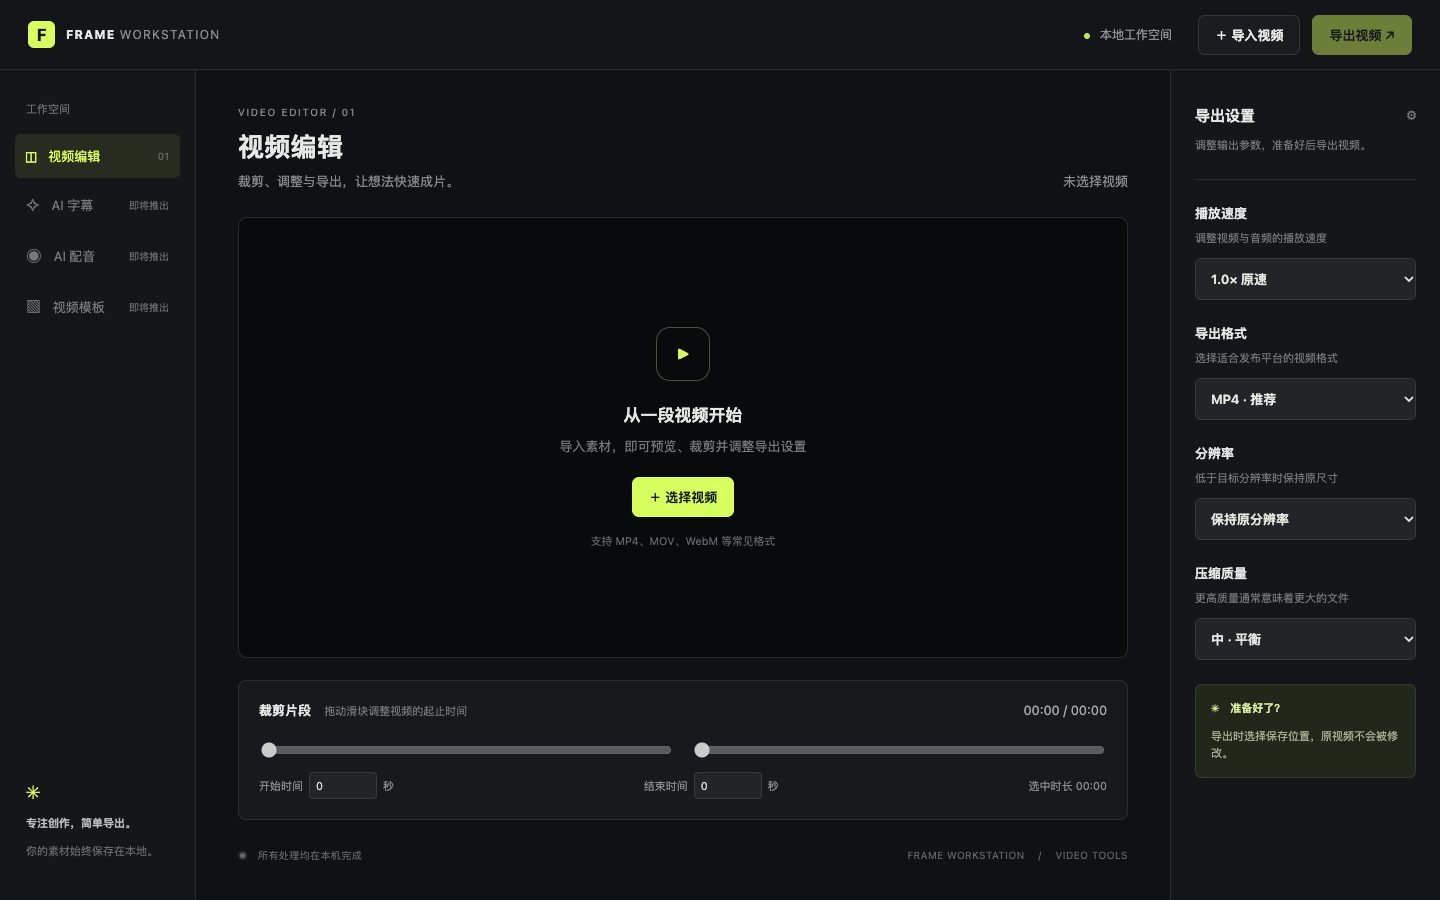 F FRAME WORKSTATION
本地工作空间
+ 导入视频
导出视频 ↗
工作空间
视频编辑 01
AI 字幕 即将推出
AI 配音 即将推出
视频模板 即将推出
专注创作，简单导出。
你的素材始终保存在本地。
VIDEO EDITOR / 01
视频编辑
裁剪、调整与导出，让想法快速成片。
未选择视频
从一段视频开始
导入素材，即可预览、裁剪并调整导出设置
+ 选择视频
支持 MP4、MOV、WebM 等常见格式
裁剪片段 拖动滑块调整视频的起止时间
00:00 / 00:00
开始时间 0 秒
结束时间 0 秒
选中时长 00:00
所有处理均在本机完成
FRAME WORKSTATION / VIDEO TOOLS
导出设置
调整输出参数，准备好后导出视频。
播放速度
调整视频与音频的播放速度
1.0× 原速
导出格式
选择适合发布平台的视频格式
MP4 · 推荐
分辨率
低于目标分辨率时保持原尺寸
保持原分辨率
压缩质量
更高质量通常意味着更大的文件
中 · 平衡
准备好了?
导出时选择保存位置，原视频不会被修
改。